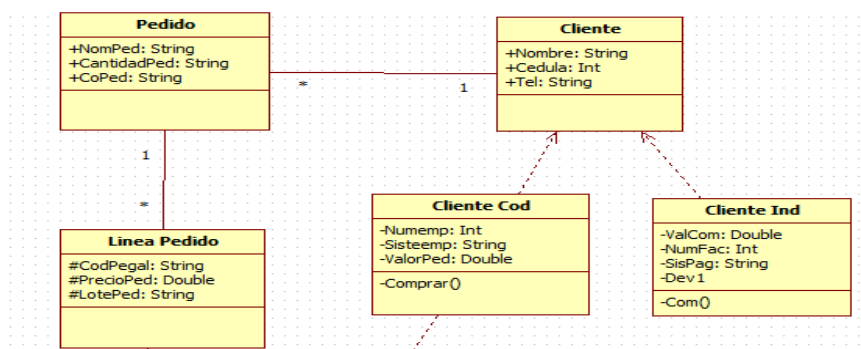 Pedido
+NomPed: String
+CantidadPed: String
+CoPed: String
Cliente
+Nombre: String
+Cedula: Int
+Tel: String
*
1
1
*
Linea Pedido
#CodPegal: String
#PrecioPed: Double
#LotePed: String
Cliente Cod
-Numemp: Int
-Sisteemp: String
-ValorPed: Double
-Comprar()
Cliente Ind
-ValCom: Double
-NumFac: Int
-SisPag: String
-Dev1
-Com()